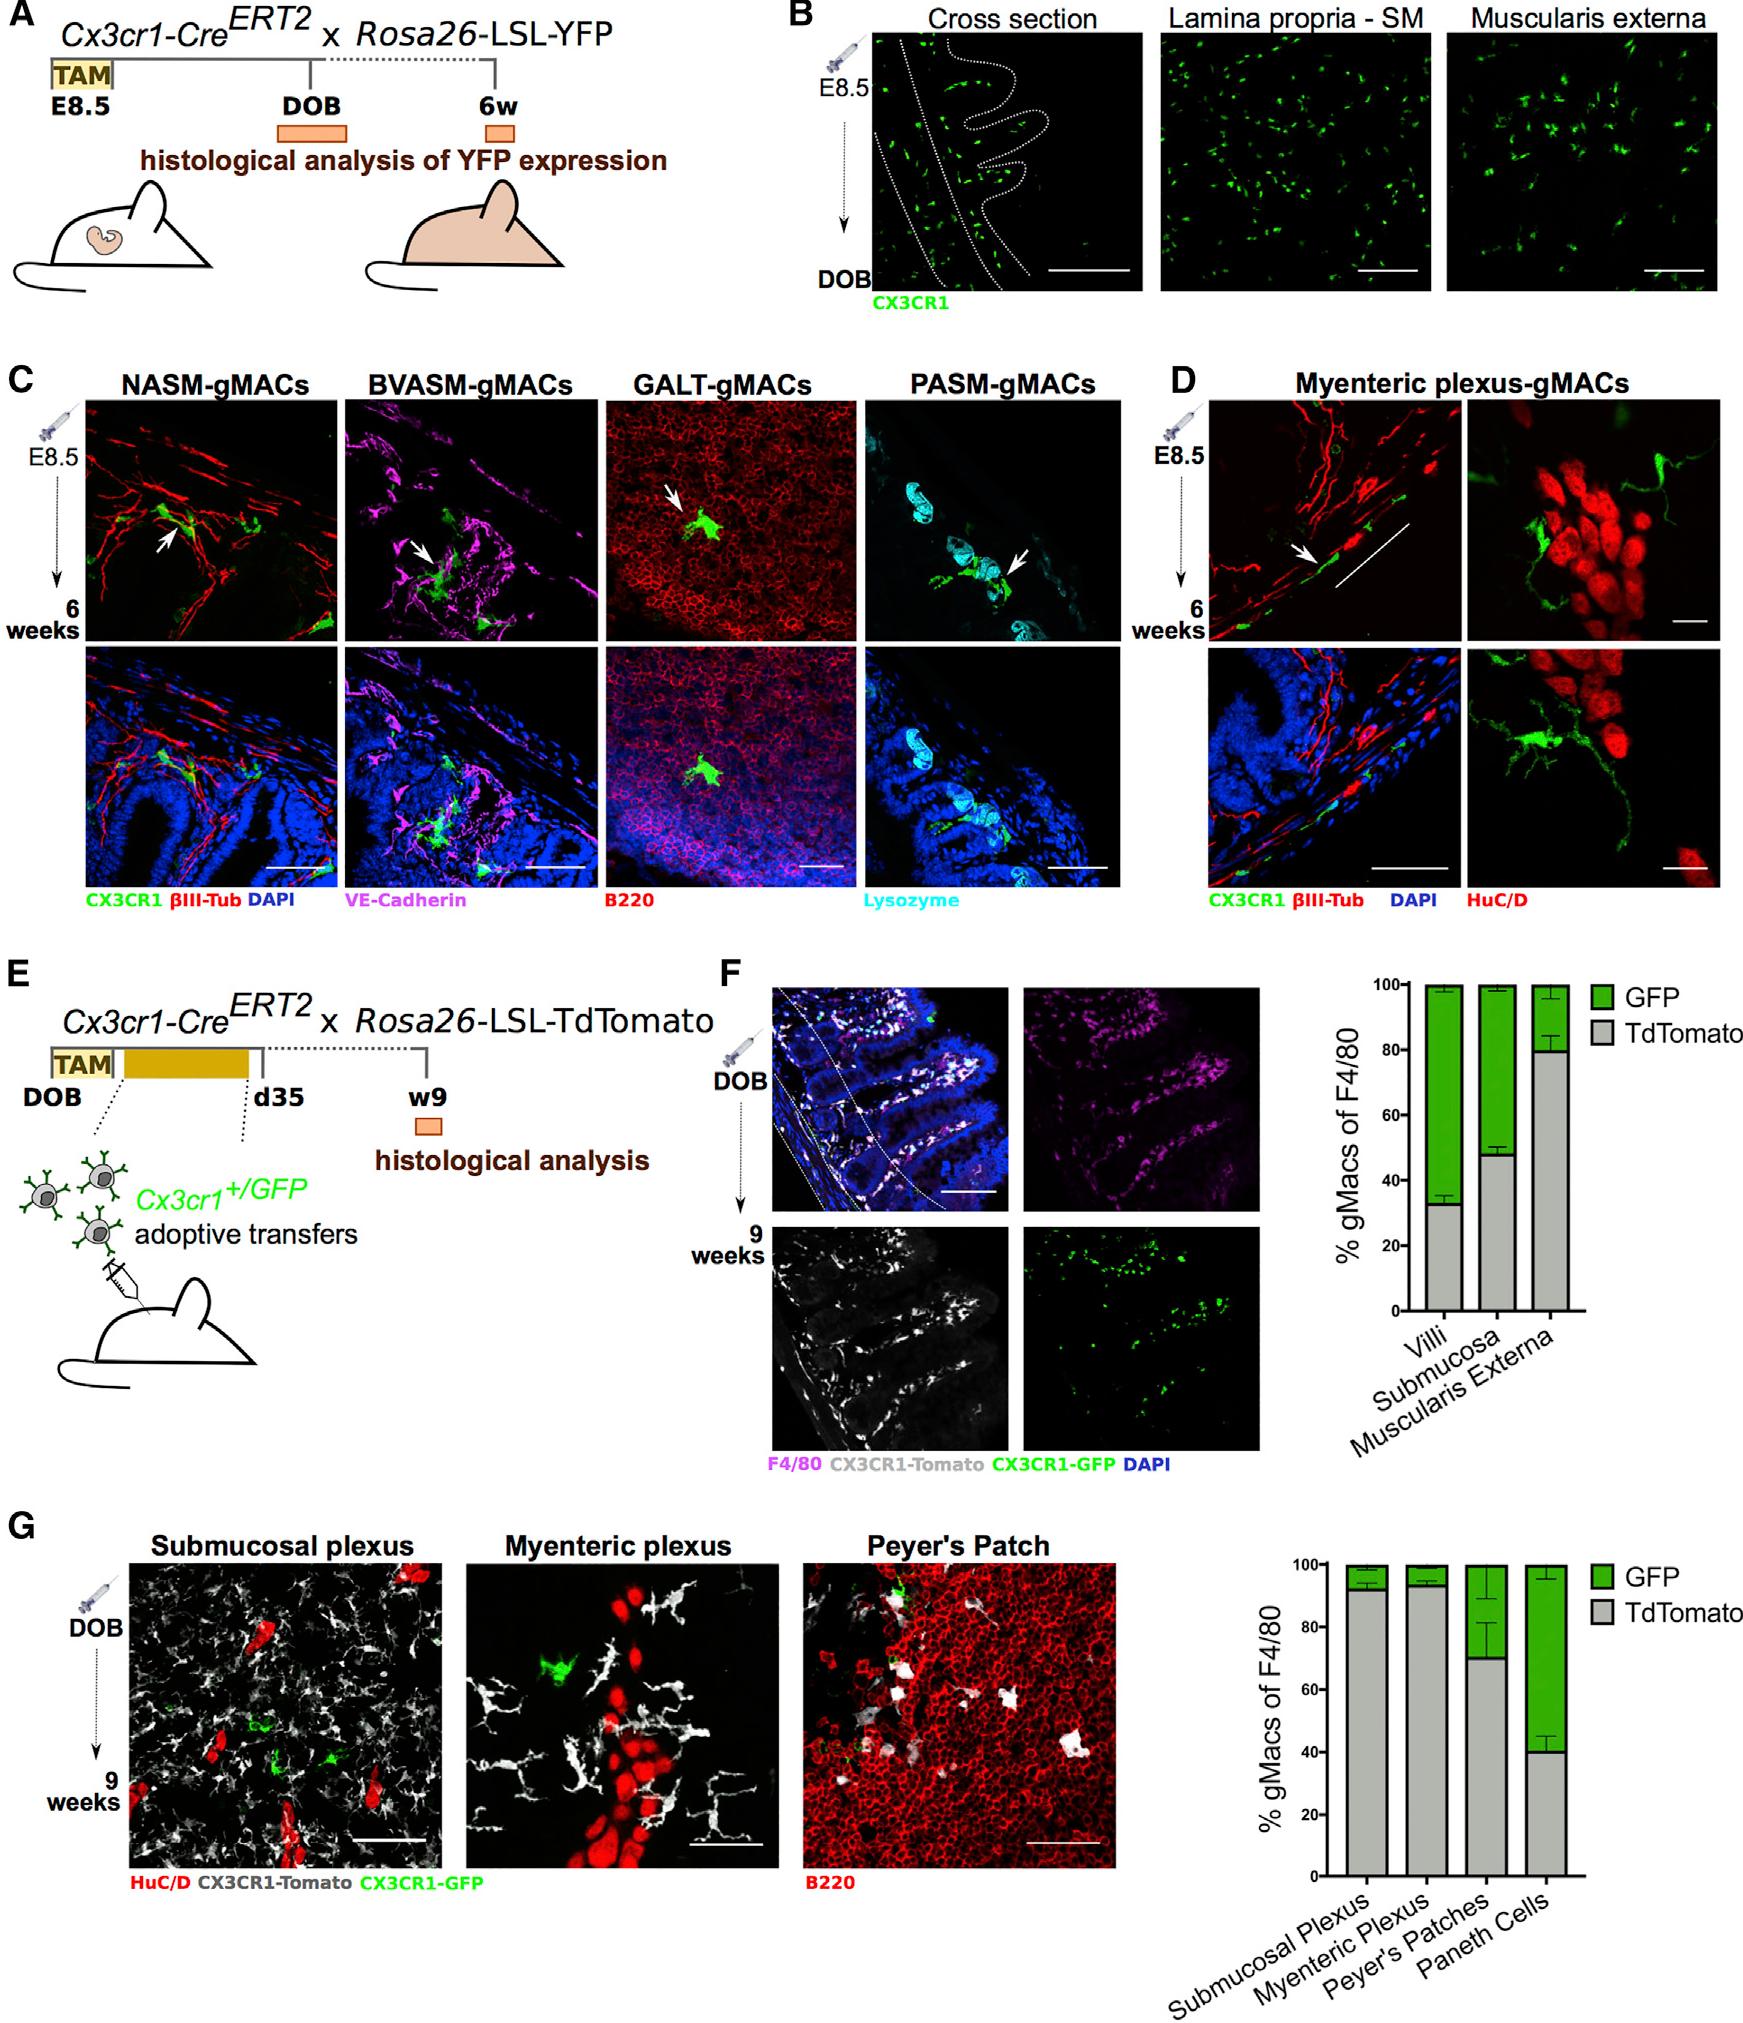 A
Cx3cr1-Cre^ERT2 x Rosa26-LSL-YFP
TAM
E8.5 DOB 6w
histological analysis of YFP expression
B
Cross section Lamina propria - SM Muscularis externa
E8.5
DOB
CX3CR1
C
NASM-gMACs BVASM-gMACs GALT-gMACs PASM-gMACs
E8.5
6
weeks
CX3CR1 βIII-Tub DAPI VE-Cadherin B220 Lysozyme
D
Myenteric plexus-gMACs
E8.5
6
weeks
CX3CR1 βIII-Tub DAPI HuC/D
E
Cx3cr1-Cre^ERT2 x Rosa26-LSL-TdTomato
TAM
DOB d35 w9
histological analysis
Cx3cr1^+/GFP
adoptive transfers
F
DOB
9
weeks
F4/80 CX3CR1-Tomato CX3CR1-GFP DAPI
% gMacs of F4/80
100
80
60
40
20
0
GFP
TdTomato
Villi
Submucosa
Muscularis Externa
G
Submucosal plexus Myenteric plexus Peyer's Patch
DOB
9
weeks
HuC/D CX3CR1-Tomato CX3CR1-GFP B220
% gMacs of F4/80
100
80
60
40
20
0
GFP
TdTomato
Submucosal Plexus
Myenteric Plexus
Peyer's Patches
Paneth Cells